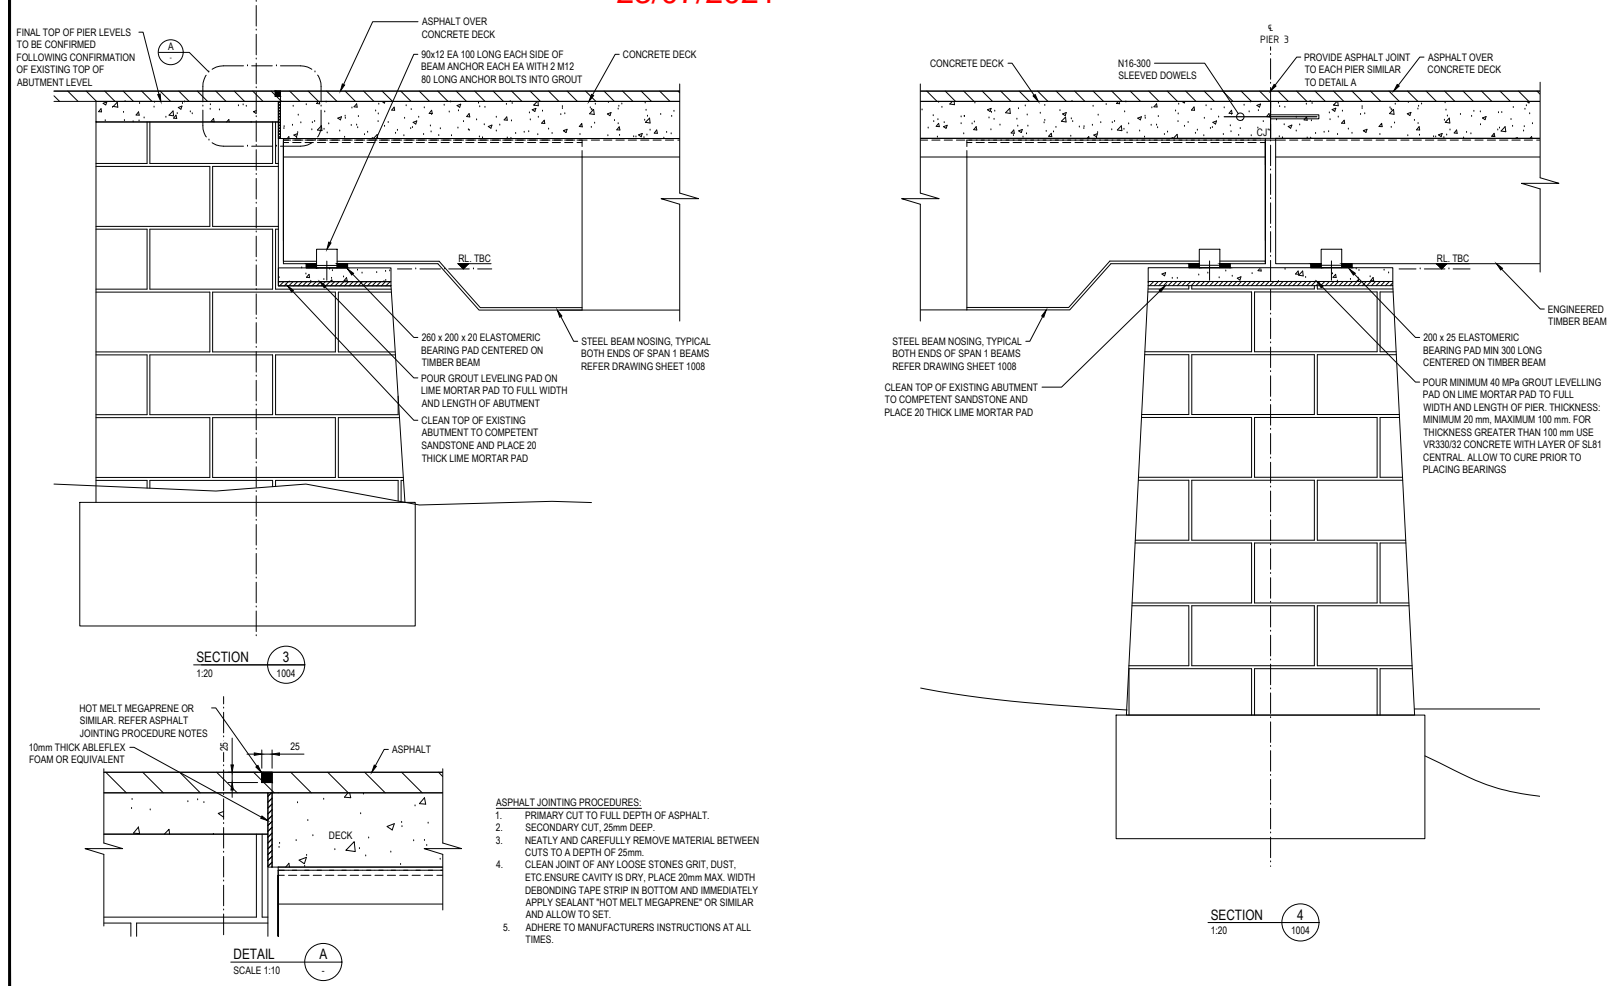 FINAL TOP OF PIER LEVELS
TO BE CONFIRMED
FOLLOWING CONFIRMATION
OF EXISTING TOP OF
ABUTMENT LEVEL
A
-
ASPHALT OVER
CONCRETE DECK
90x12 EA 100 LONG EACH SIDE OF
BEAM ANCHOR EACH EA WITH 2 M12
80 LONG ANCHOR BOLTS INTO GROUT
CONCRETE DECK
RL. TBC
260 x 200 x 20 ELASTOMERIC
BEARING PAD CENTERED ON
TIMBER BEAM
POUR GROUT LEVELING PAD ON
LIME MORTAR PAD TO FULL WIDTH
AND LENGTH OF ABUTMENT
CLEAN TOP OF EXISTING
ABUTMENT TO COMPETENT
SANDSTONE AND PLACE 20
THICK LIME MORTAR PAD
STEEL BEAM NOSING, TYPICAL
BOTH ENDS OF SPAN 1 BEAMS
REFER DRAWING SHEET 1008
SECTION
1:20
3
1004
HOT MELT MEGAPRENE OR
SIMILAR. REFER ASPHALT
JOINTING PROCEDURE NOTES
10mm THICK ABLEFLEX
FOAM OR EQUIVALENT
25
25
ASPHALT
DECK
DETAIL
SCALE 1:10
A
-
ASPHALT JOINTING PROCEDURES:
1. PRIMARY CUT TO FULL DEPTH OF ASPHALT.
2. SECONDARY CUT, 25mm DEEP.
3. NEATLY AND CAREFULLY REMOVE MATERIAL BETWEEN
CUTS TO A DEPTH OF 25mm.
4. CLEAN JOINT OF ANY LOOSE STONES GRIT, DUST,
ETC.ENSURE CAVITY IS DRY, PLACE 20mm MAX. WIDTH
DEBONDING TAPE STRIP IN BOTTOM AND IMMEDIATELY
APPLY SEALANT "HOT MELT MEGAPRENE" OR SIMILAR
AND ALLOW TO SET.
5. ADHERE TO MANUFACTURERS INSTRUCTIONS AT ALL
TIMES.
℄
PIER 3
CONCRETE DECK
N16-300
SLEEVED DOWELS
PROVIDE ASPHALT JOINT
TO EACH PIER SIMILAR
TO DETAIL A
ASPHALT OVER
CONCRETE DECK
CJ
RL. TBC
STEEL BEAM NOSING, TYPICAL
BOTH ENDS OF SPAN 1 BEAMS
REFER DRAWING SHEET 1008
CLEAN TOP OF EXISTING ABUTMENT
TO COMPETENT SANDSTONE AND
PLACE 20 THICK LIME MORTAR PAD
ENGINEERED
TIMBER BEAM
200 x 25 ELASTOMERIC
BEARING PAD MIN 300 LONG
CENTERED ON TIMBER BEAM
POUR MINIMUM 40 MPa GROUT LEVELLING
PAD ON LIME MORTAR PAD TO FULL
WIDTH AND LENGTH OF PIER. THICKNESS:
MINIMUM 20 mm, MAXIMUM 100 mm. FOR
THICKNESS GREATER THAN 100 mm USE
VR330/32 CONCRETE WITH LAYER OF SL81
CENTRAL. ALLOW TO CURE PRIOR TO
PLACING BEARINGS
SECTION
1:20
4
1004